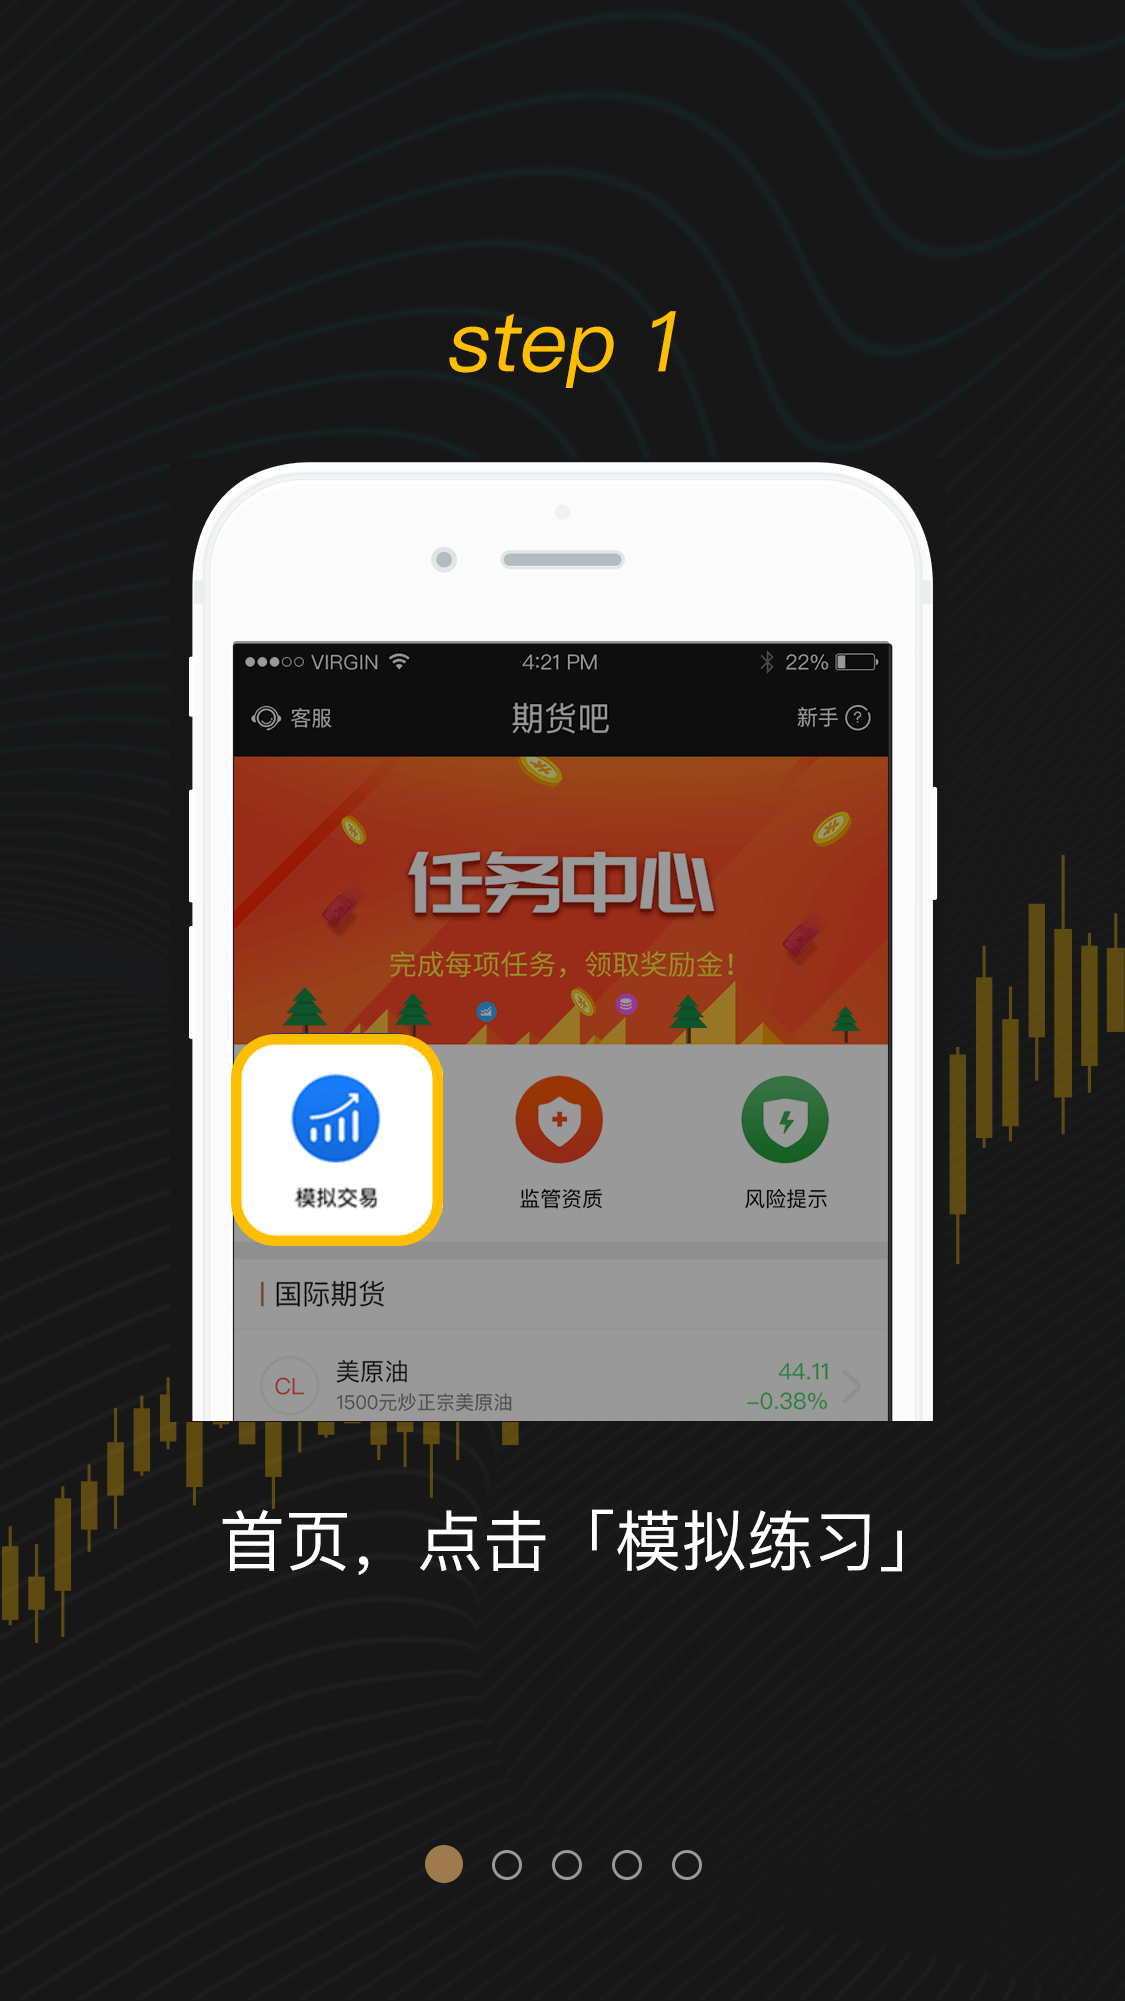 step 1
VIRGIN 4:21 PM 22%
客服 期货吧 新手 ?
任务中心
完成每项任务，领取奖励金！
模拟交易 监管资质 风险提示
国际期货
CL 美原油 44.11
1500元炒正宗美原油 -0.38%
首页，点击「模拟练习」